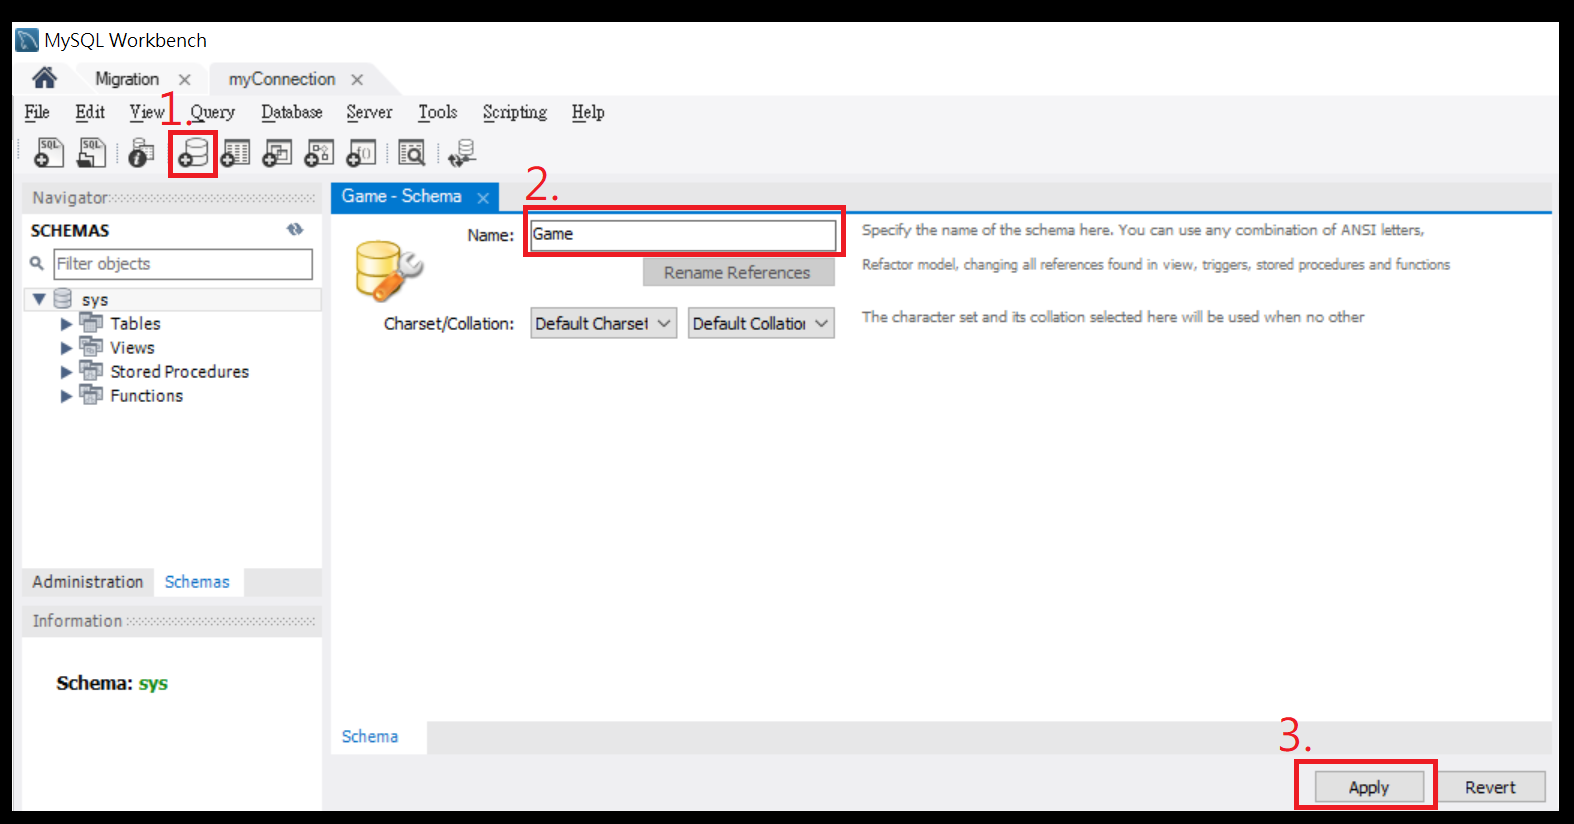 MySQL Workbench
Migration
myConnection
File Edit View Query Database Server Tools Scripting Help
1.
SQL SQL
Navigator
SCHEMAS
Filter objects
sys
Tables
Views
Stored Procedures
Functions
Administration Schemas
Information
Schema: sys
Game - Schema
2.
Name: Game
Specify the name of the schema here. You can use any combination of ANSI letters,
Rename References
Refactor model, changing all references found in view, triggers, stored procedures and functions
Charset/Collation: Default Charset Default Collation
The character set and its collation selected here will be used when no other
Schema
3.
Apply Revert